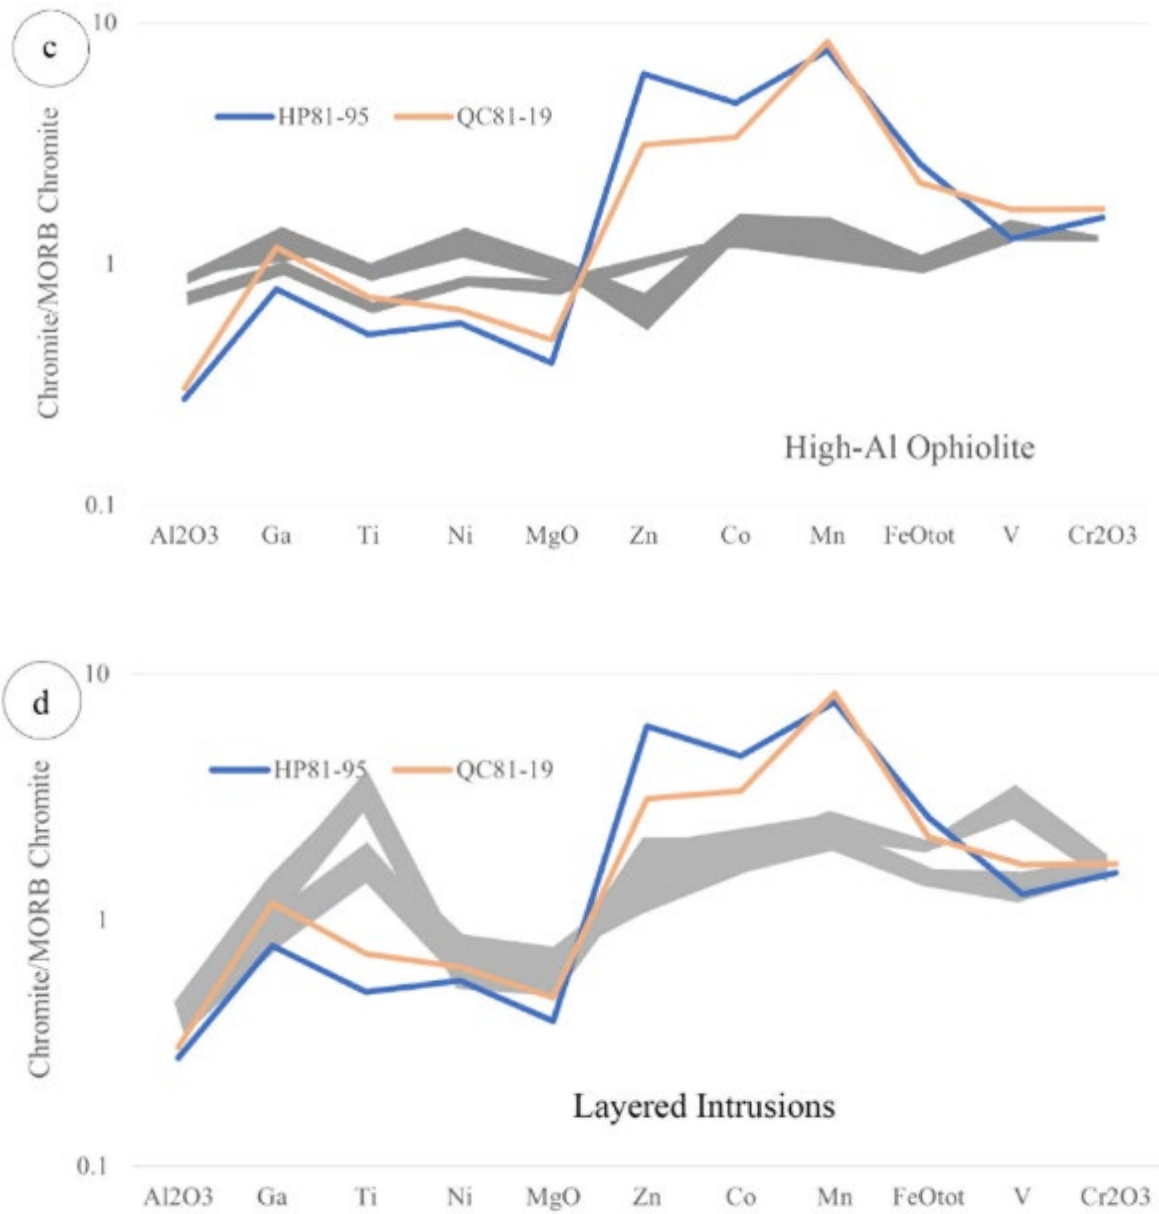 c
10
HP81-95 QC81-19
Chromite/MORB Chromite
1
High-Al Ophiolite
0.1
Al2O3 Ga Ti Ni MgO Zn Co Mn FeOtot V Cr2O3
d
10
HP81-95 QC81-19
Chromite/MORB Chromite
1
Layered Intrusions
0.1
Al2O3 Ga Ti Ni MgO Zn Co Mn FeOtot V Cr2O3